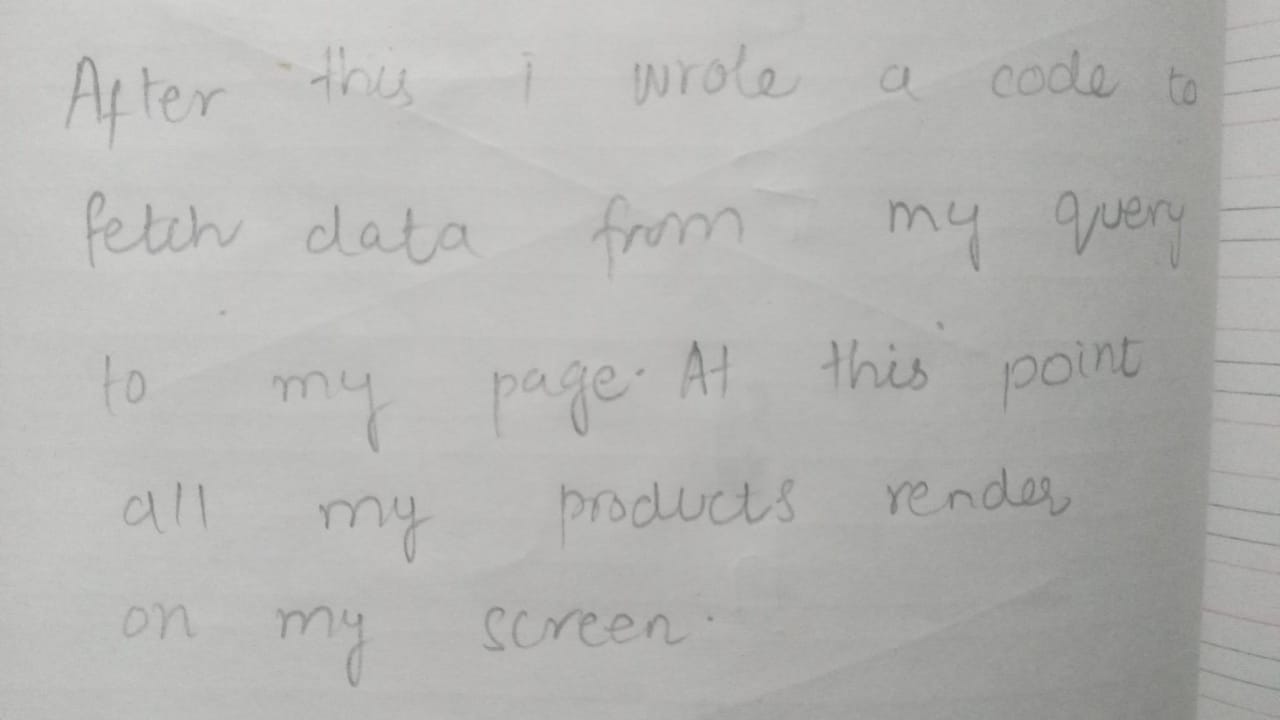 After this i wrote a code to
fetch data from my query
to my page. At this point
all my products render
on my screen.